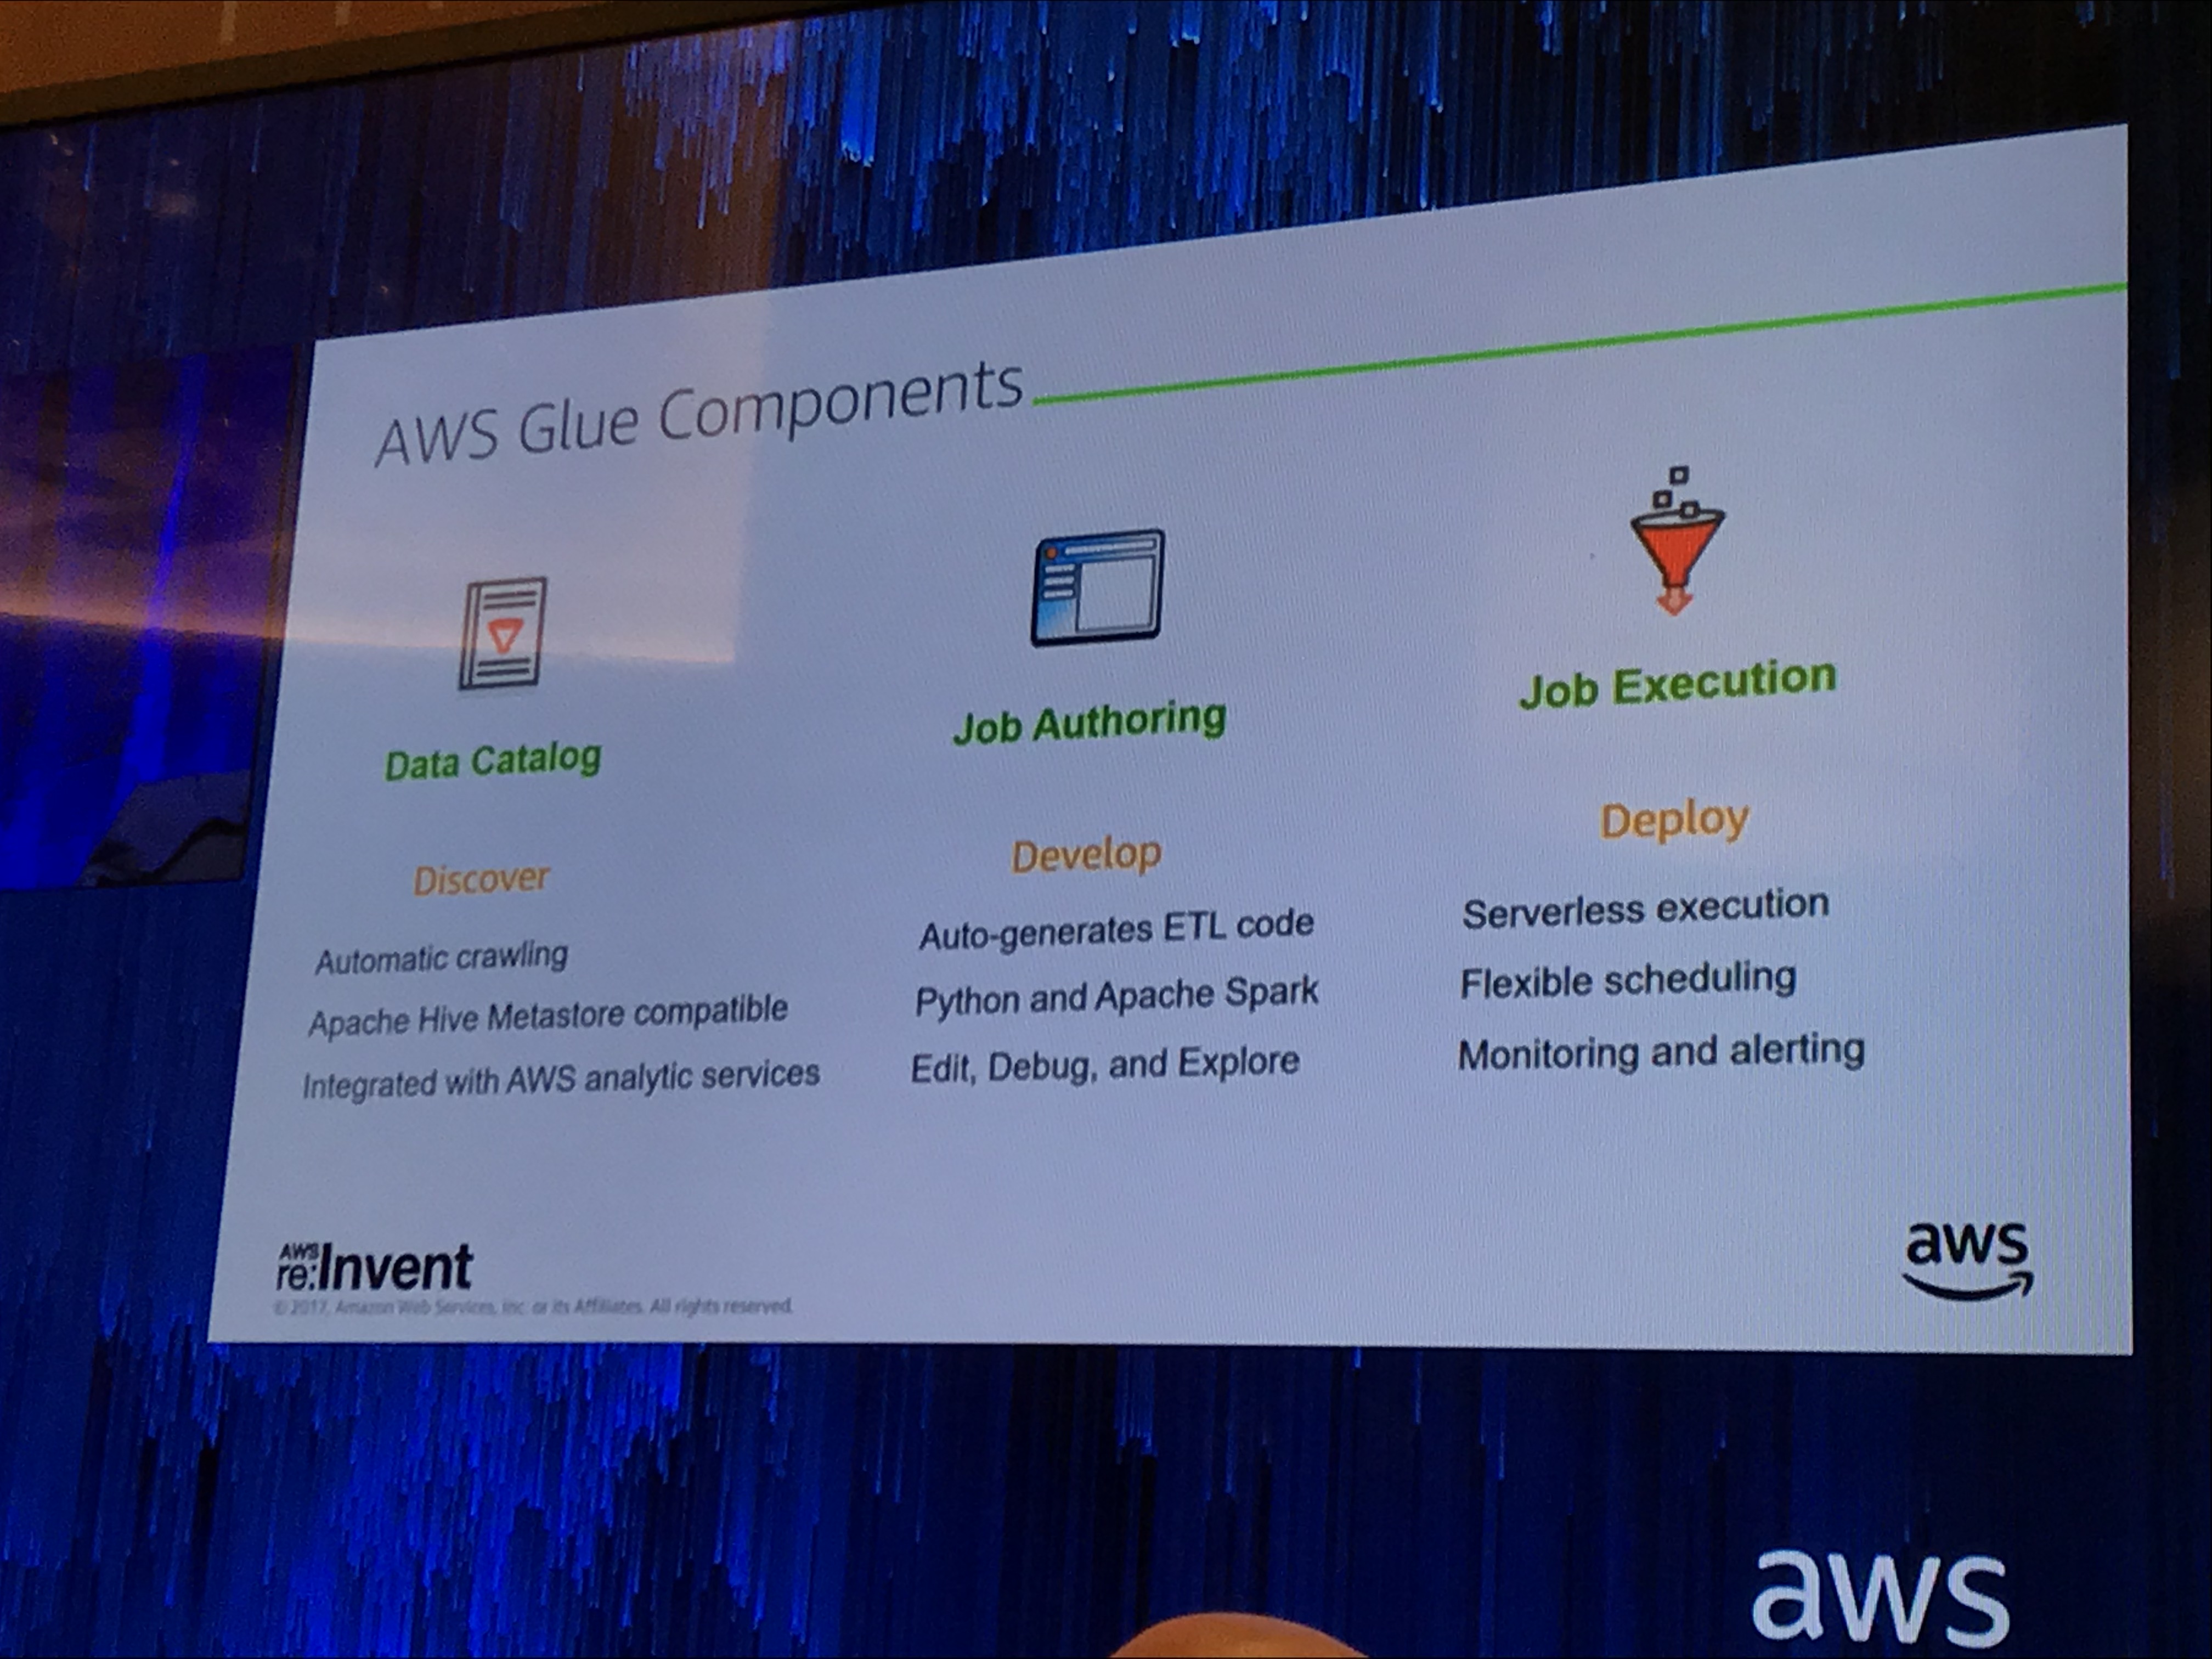 AWS Glue Components
Data Catalog
Discover
Automatic crawling
Apache Hive Metastore compatible
Integrated with AWS analytic services
Job Authoring
Develop
Auto-generates ETL code
Python and Apache Spark
Edit, Debug, and Explore
Job Execution
Deploy
Serverless execution
Flexible scheduling
Monitoring and alerting
AWS
re:Invent
© 2017, Amazon Web Services, Inc. or its Affiliates. All rights reserved.
aws
aws